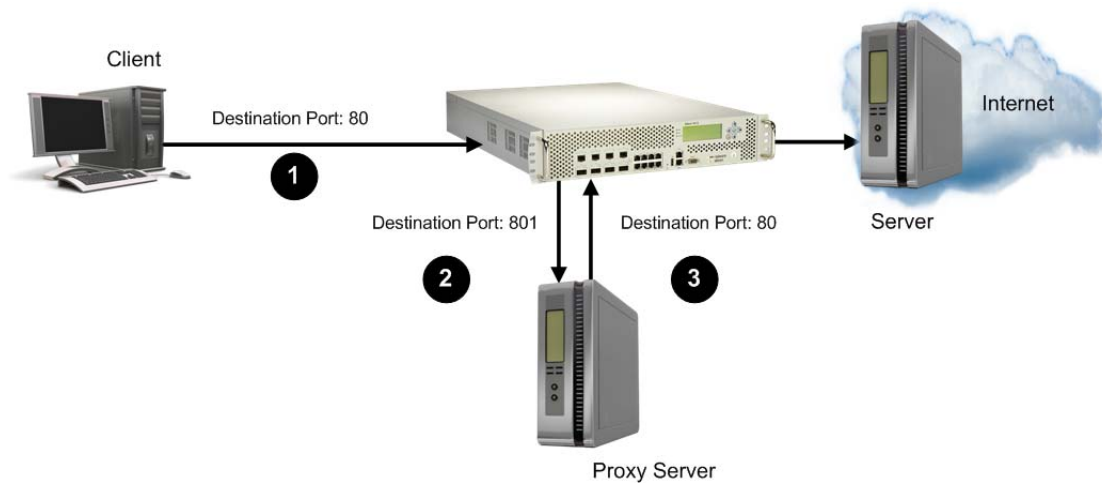 Client
Destination Port: 80
1
Internet
Server
Destination Port: 801
Destination Port: 80
2
3
Proxy Server